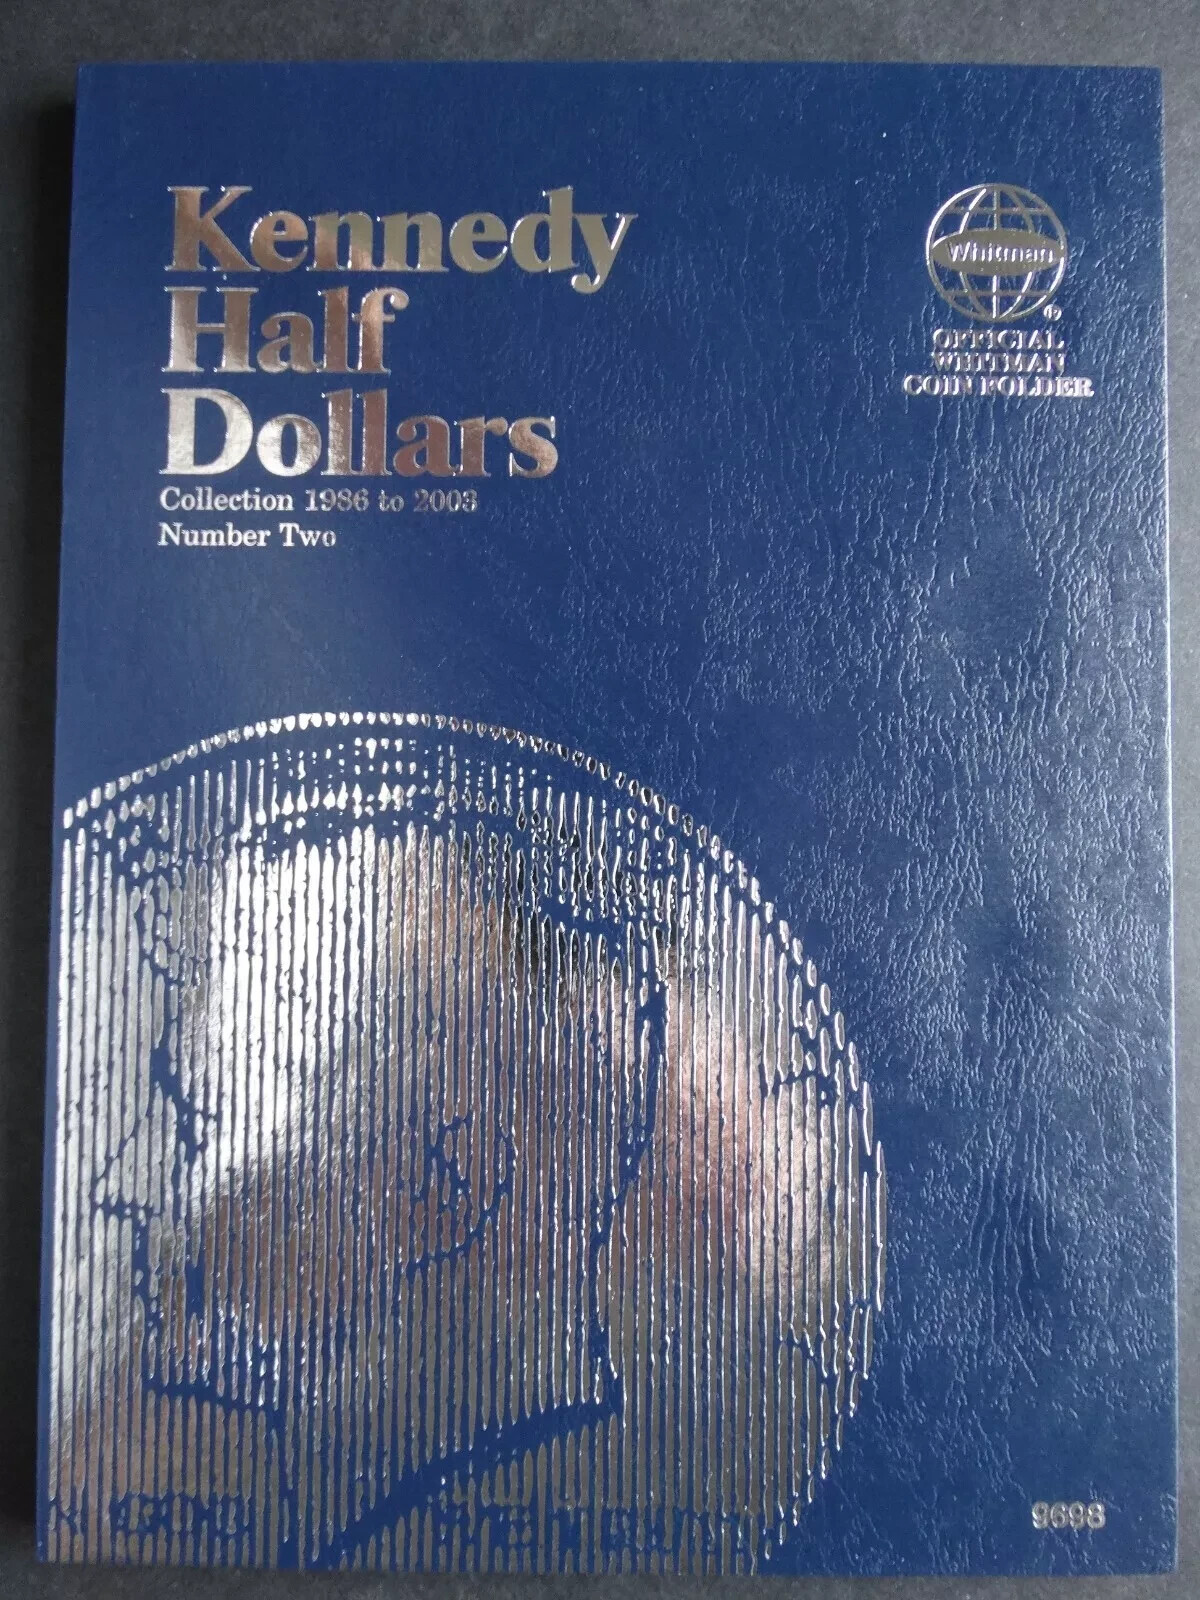 Kennedy
Half
Dollars
Collection 1986 to 2003
Number Two
Whitman
®
OFFICIAL
WHITMAN
COIN FOLDER
9698